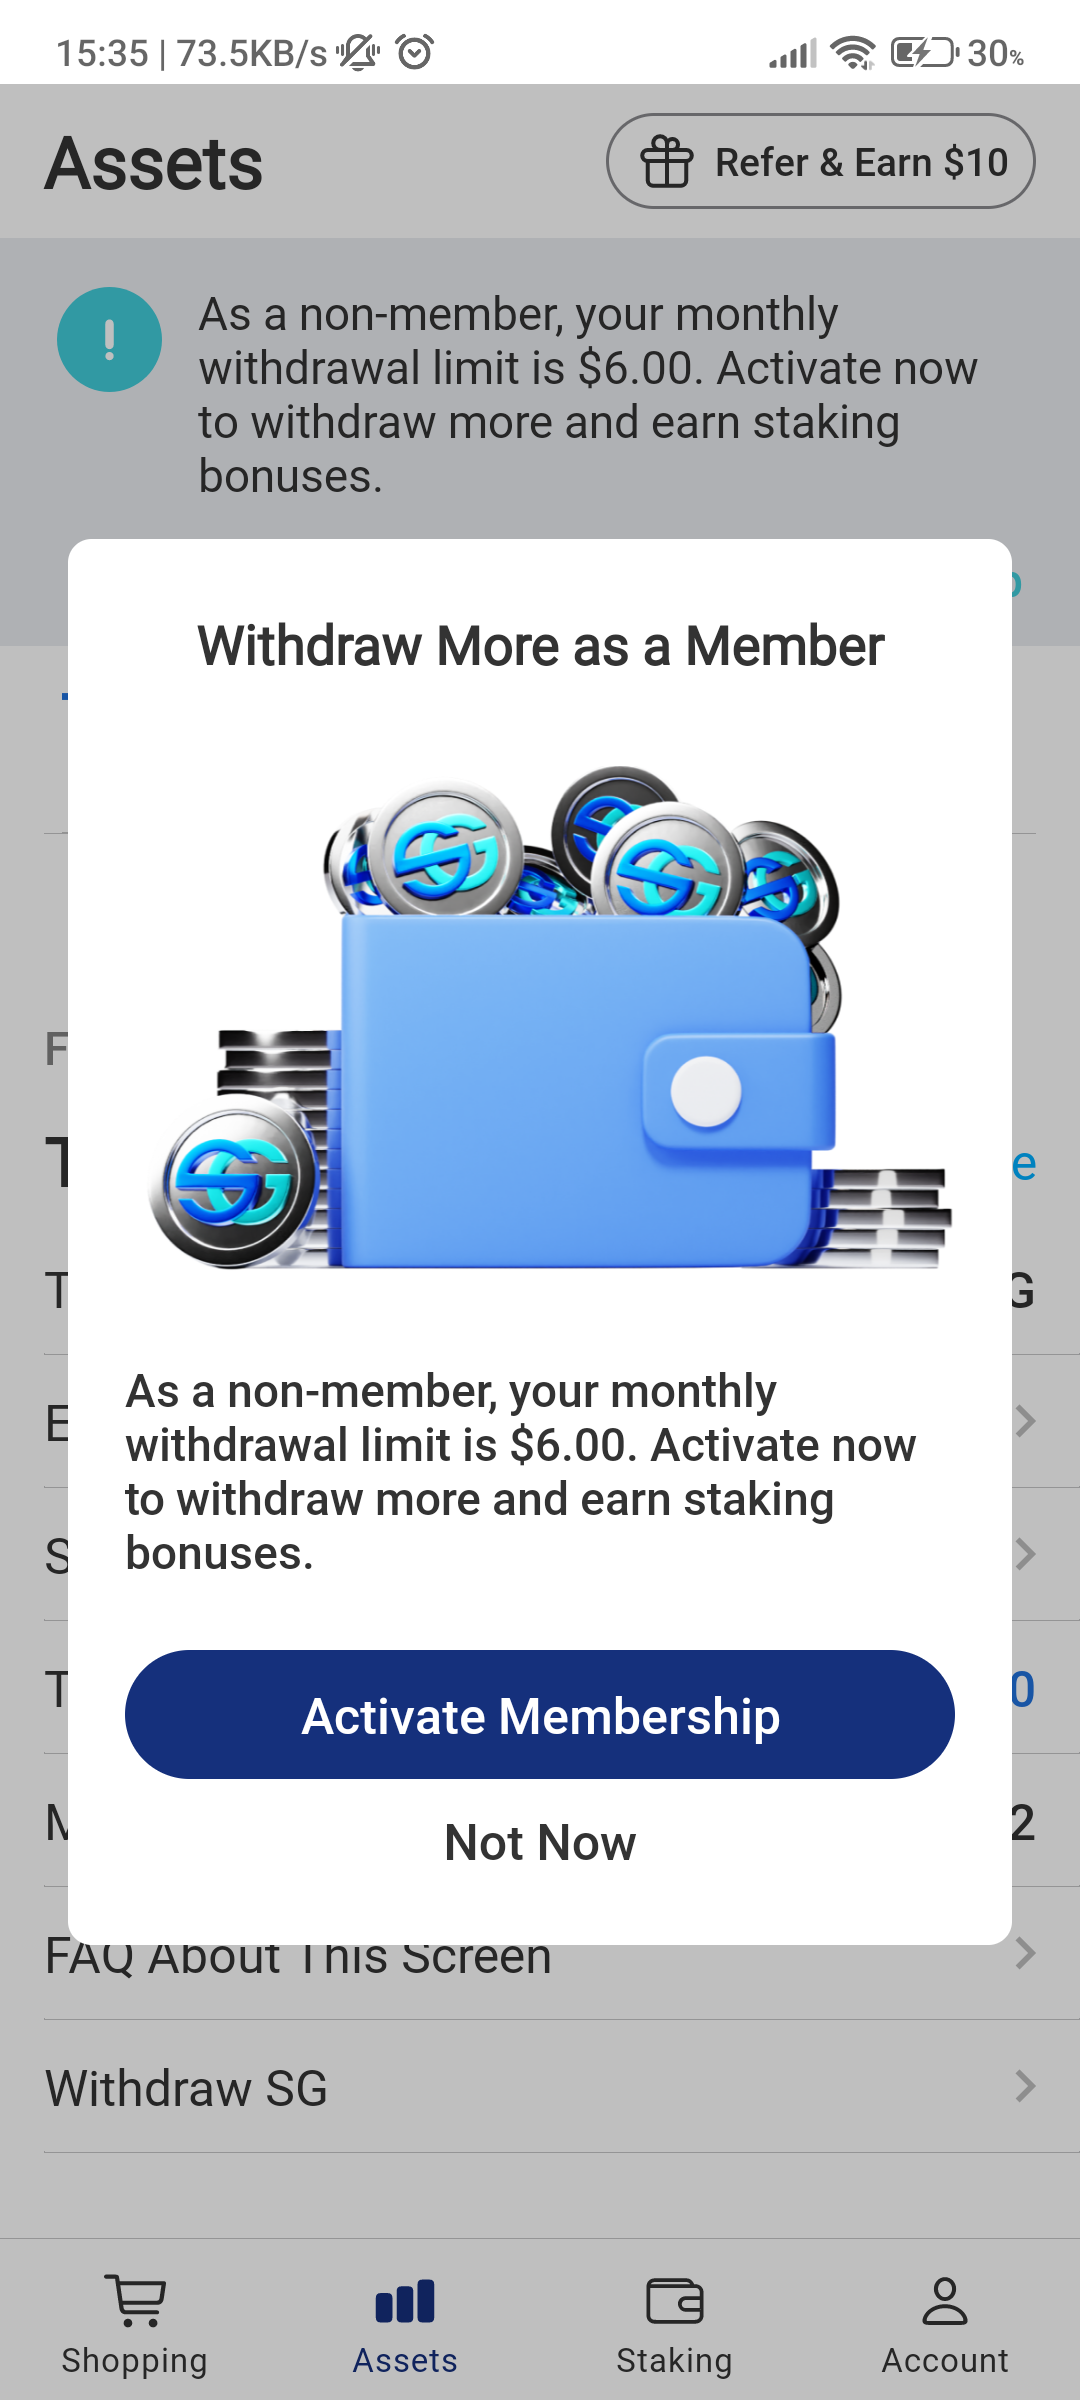 15:35 | 73.5KB/s 30%
Assets
Refer & Earn $10
As a non-member, your monthly
withdrawal limit is $6.00. Activate now
to withdraw more and earn staking
bonuses.
Withdraw More as a Member
As a non-member, your monthly
withdrawal limit is $6.00. Activate now
to withdraw more and earn staking
bonuses.
Activate Membership
Not Now
FAQ About This Screen
Withdraw SG
Shopping
Assets
Staking
Account